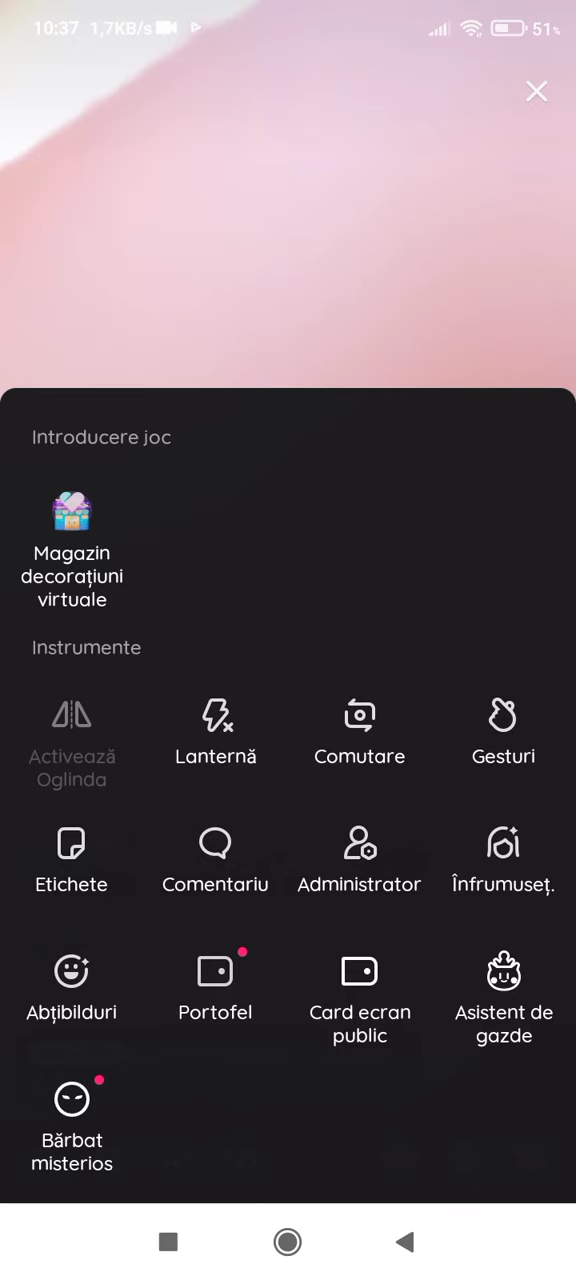 10:37 1,7KB/s 51%
Introducere joc
Magazin
decorațiuni
virtuale
Instrumente
Activează
Oglinda
Lanternă
Comutare
Gesturi
Etichete
Comentariu
Administrator
Înfrumuseț.
Abțibilduri
Portofel
Card ecran
public
Asistent de
gazde
Bărbat
misterios